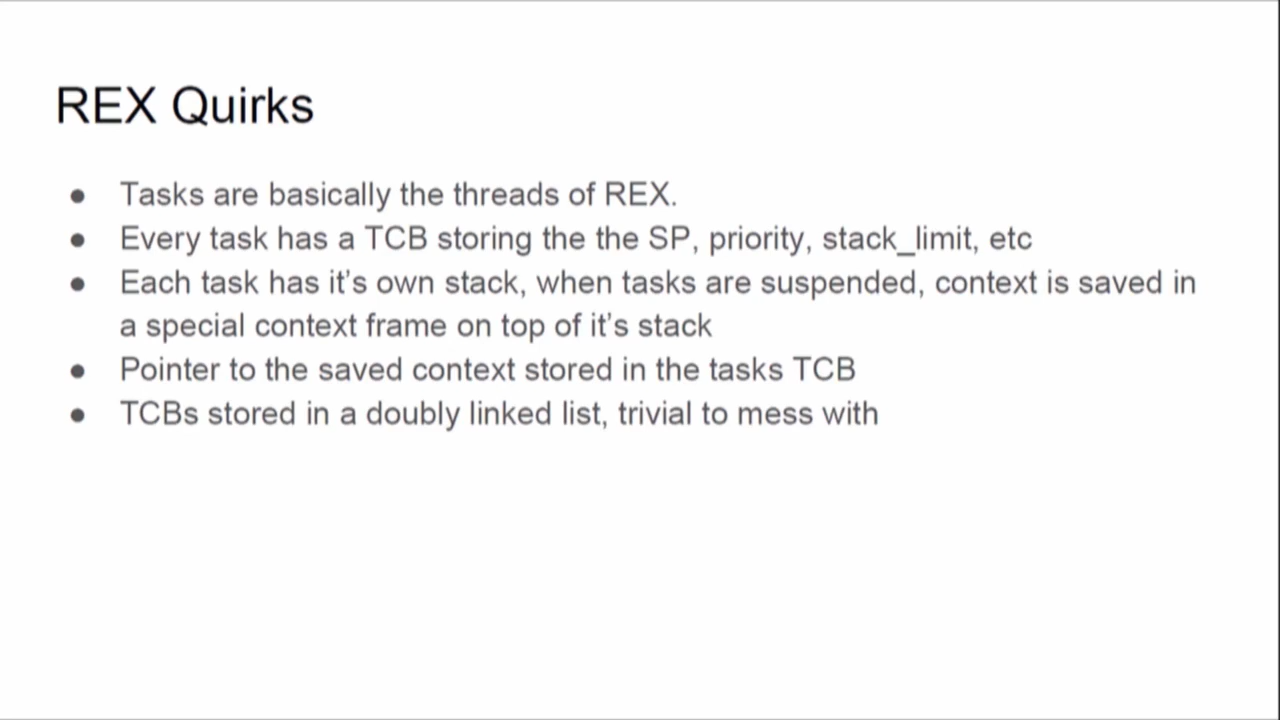 REX Quirks
● Tasks are basically the threads of REX.
● Every task has a TCB storing the the SP, priority, stack_limit, etc
● Each task has it’s own stack, when tasks are suspended, context is saved in
a special context frame on top of it’s stack
● Pointer to the saved context stored in the tasks TCB
● TCBs stored in a doubly linked list, trivial to mess with